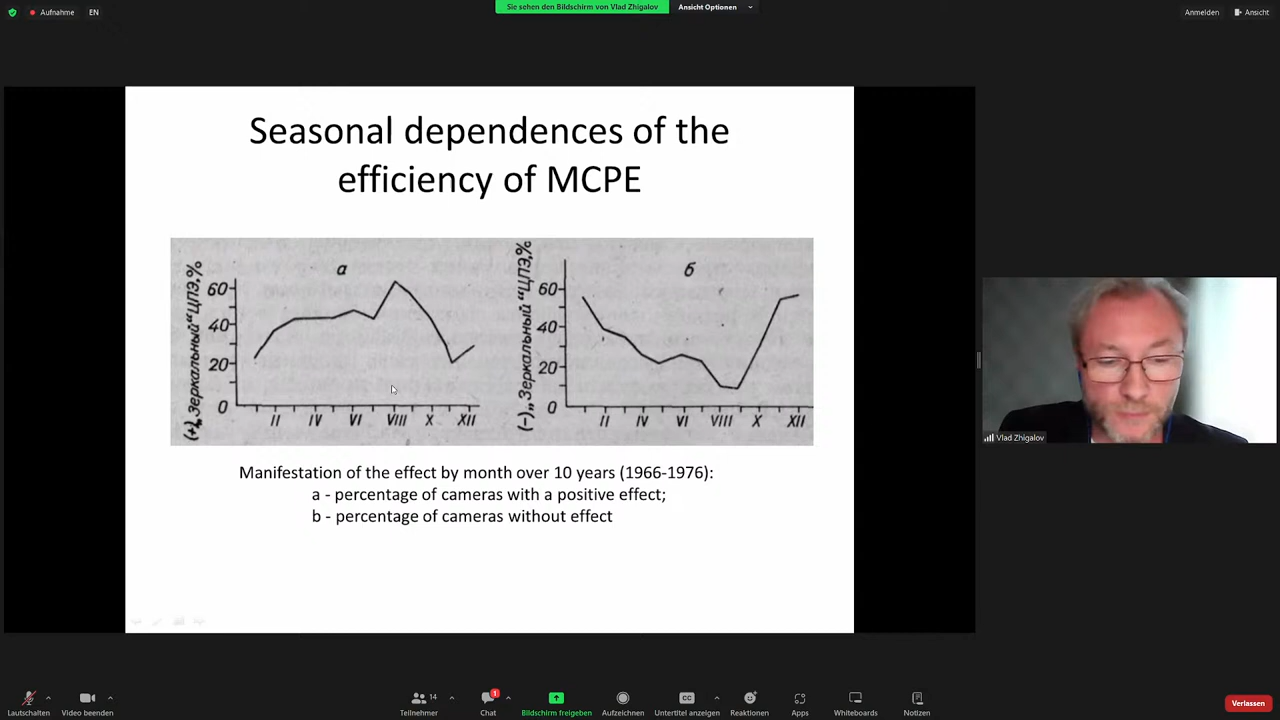 Aufnahme
EN
Sie sehen den Bildschirm von Vlad Zhigalov
Ansicht Optionen
Anmelden
Ansicht
Seasonal dependences of the
efficiency of MCPE
(+)„Зеркальный“ЦПЭ,%
а
60
40
20
0
II IV VI VIII X XII
(−)„Зеркальный“ЦПЭ,%
б
60
40
20
0
II IV VI VIII X XII
Manifestation of the effect by month over 10 years (1966-1976):
a - percentage of cameras with a positive effect;
b - percentage of cameras without effect
Vlad Zhigalov
Lautschalten
Video beenden
14
Teilnehmer
1
Chat
Bildschirm freigeben
Aufzeichnen
CC
Untertitel anzeigen
Reaktionen
Apps
Whiteboards
Notizen
Verlassen